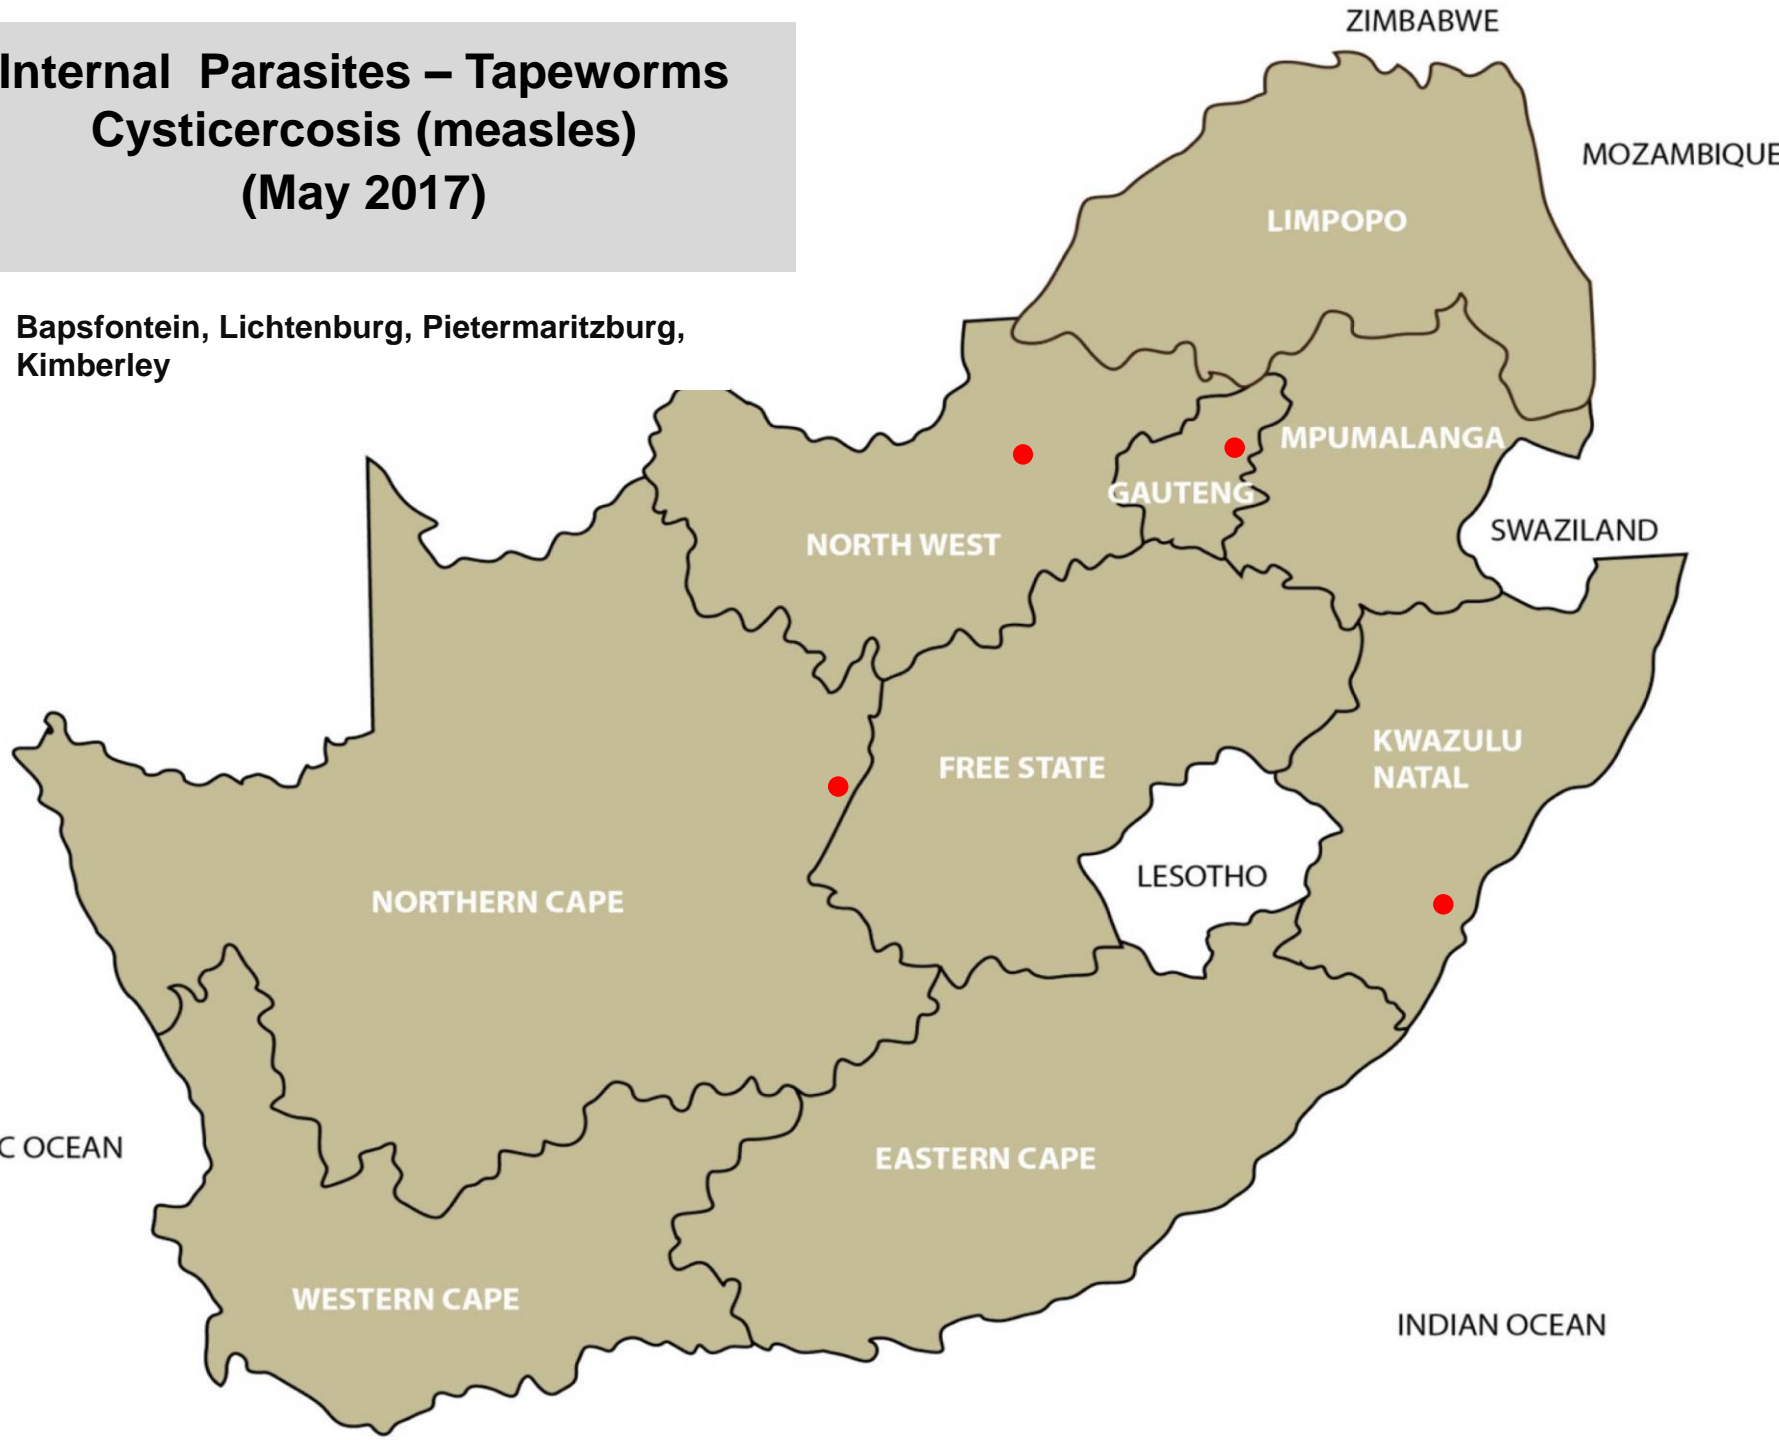 Internal Parasites – Tapeworms
Cysticercosis (measles)
(May 2017)
Bapsfontein, Lichtenburg, Pietermaritzburg,
Kimberley
ZIMBABWE
MOZAMBIQUE
LIMPOPO
MPUMALANGA
GAUTENG
SWAZILAND
NORTH WEST
KWAZULU
NATAL
FREE STATE
LESOTHO
NORTHERN CAPE
C OCEAN
EASTERN CAPE
WESTERN CAPE
INDIAN OCEAN